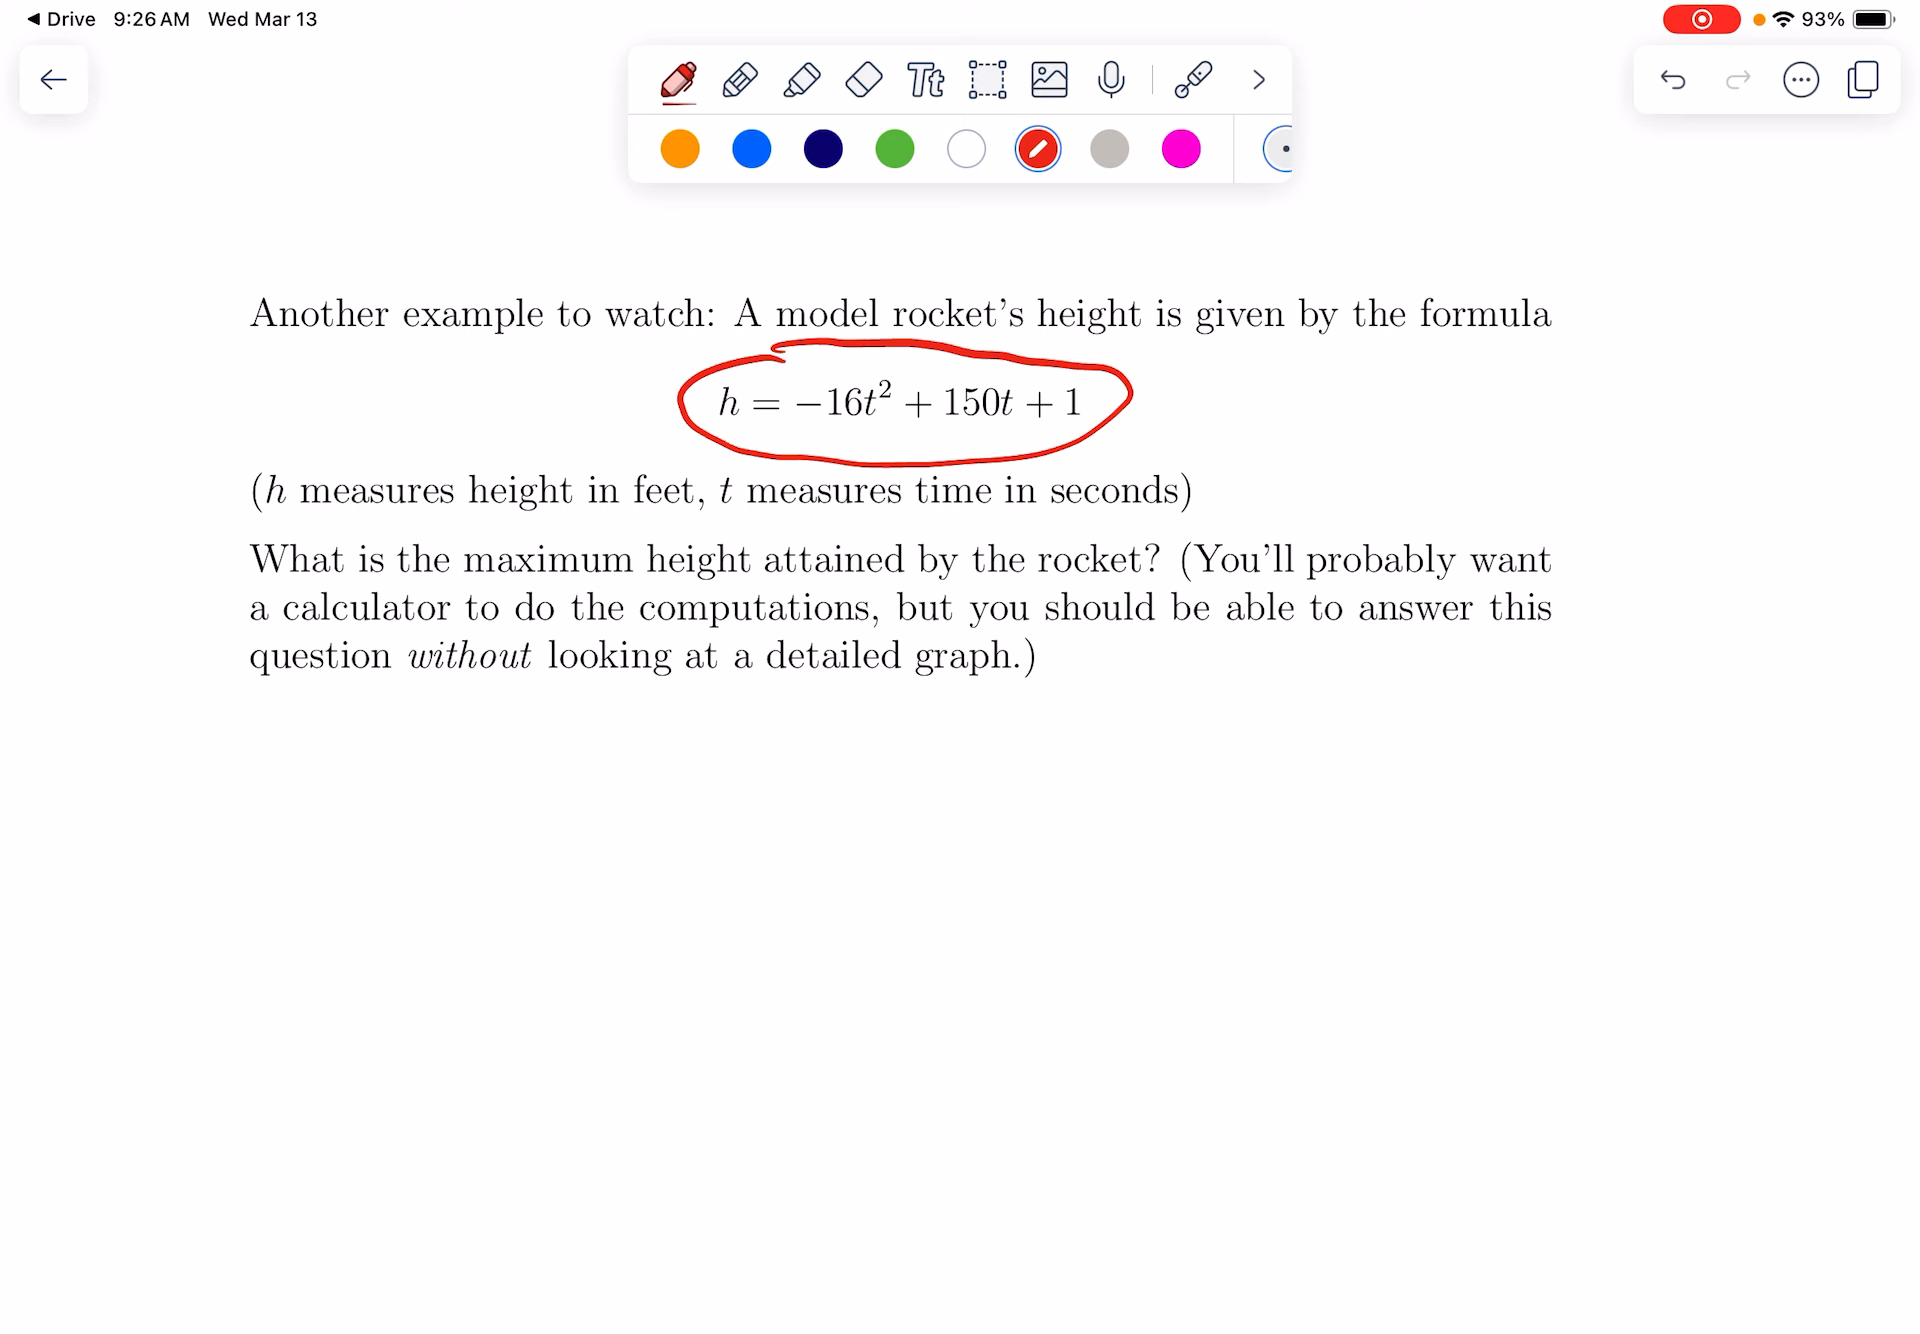 ◀ Drive 9:26 AM Wed Mar 13 93%
Tt
Another example to watch: A model rocket's height is given by the formula
h = −16t² + 150t + 1
(h measures height in feet, t measures time in seconds)
What is the maximum height attained by the rocket? (You'll probably want
a calculator to do the computations, but you should be able to answer this
question without looking at a detailed graph.)